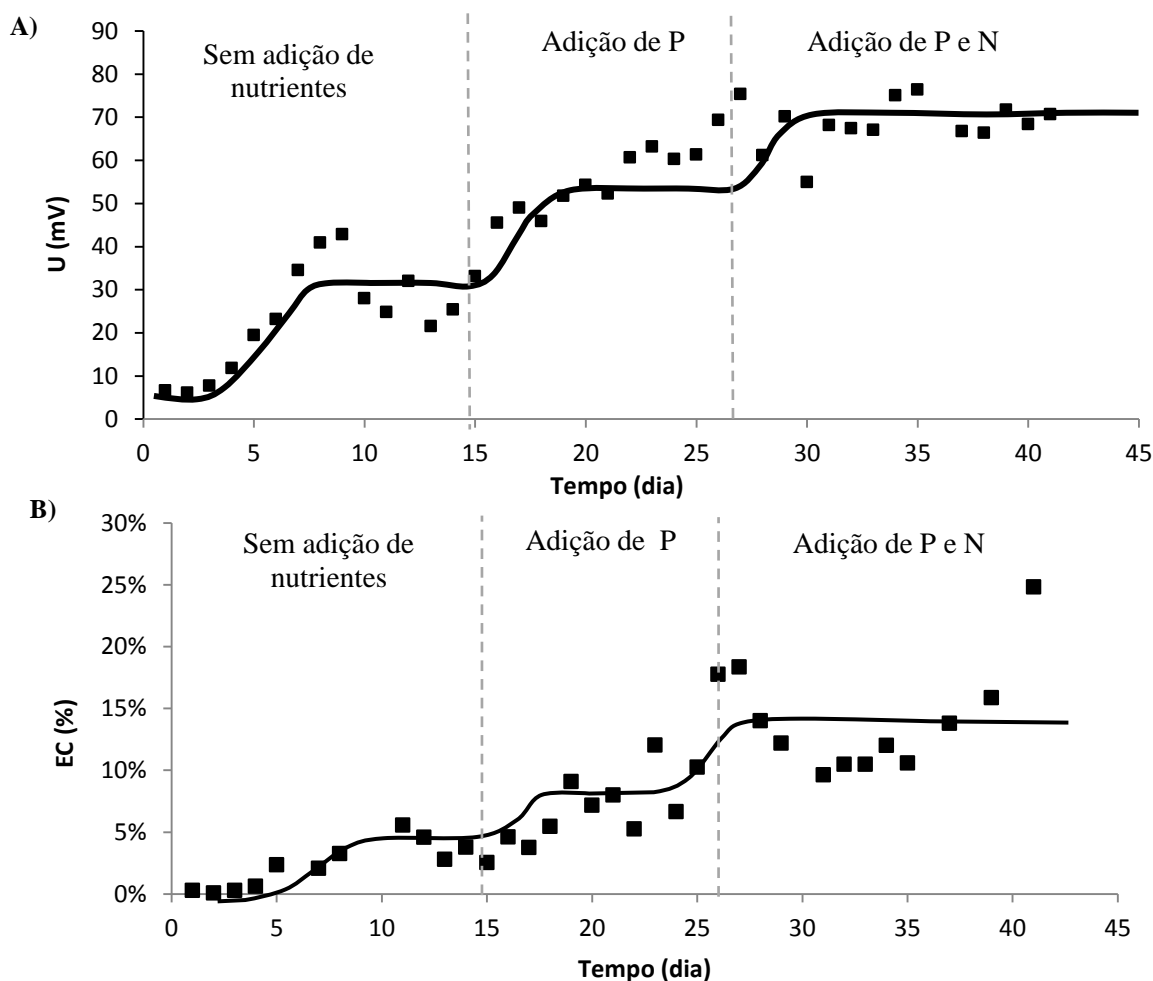 A)
90
80
70
60
50
40
30
20
10
0
U (mV)
Sem adição de
nutrientes
Adição de P
Adição de P e N
0 5 10 15 20 25 30 35 40 45
Tempo (dia)
B)
30%
25%
20%
15%
10%
5%
0%
EC (%)
Sem adição de
nutrientes
Adição de P
Adição de P e N
0 5 10 15 20 25 30 35 40 45
Tempo (dia)